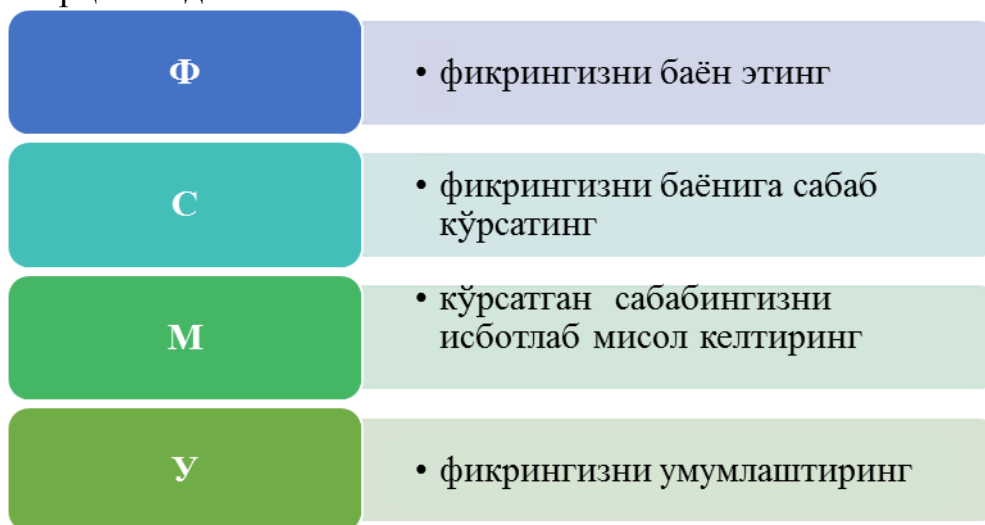 Ф
• фикрингизни баён этинг
С
• фикрингизни баёнига сабаб
кўрсатинг
М
• кўрсатган сабабингизни
исботлаб мисол келтиринг
У
• фикрингизни умумлаштиринг